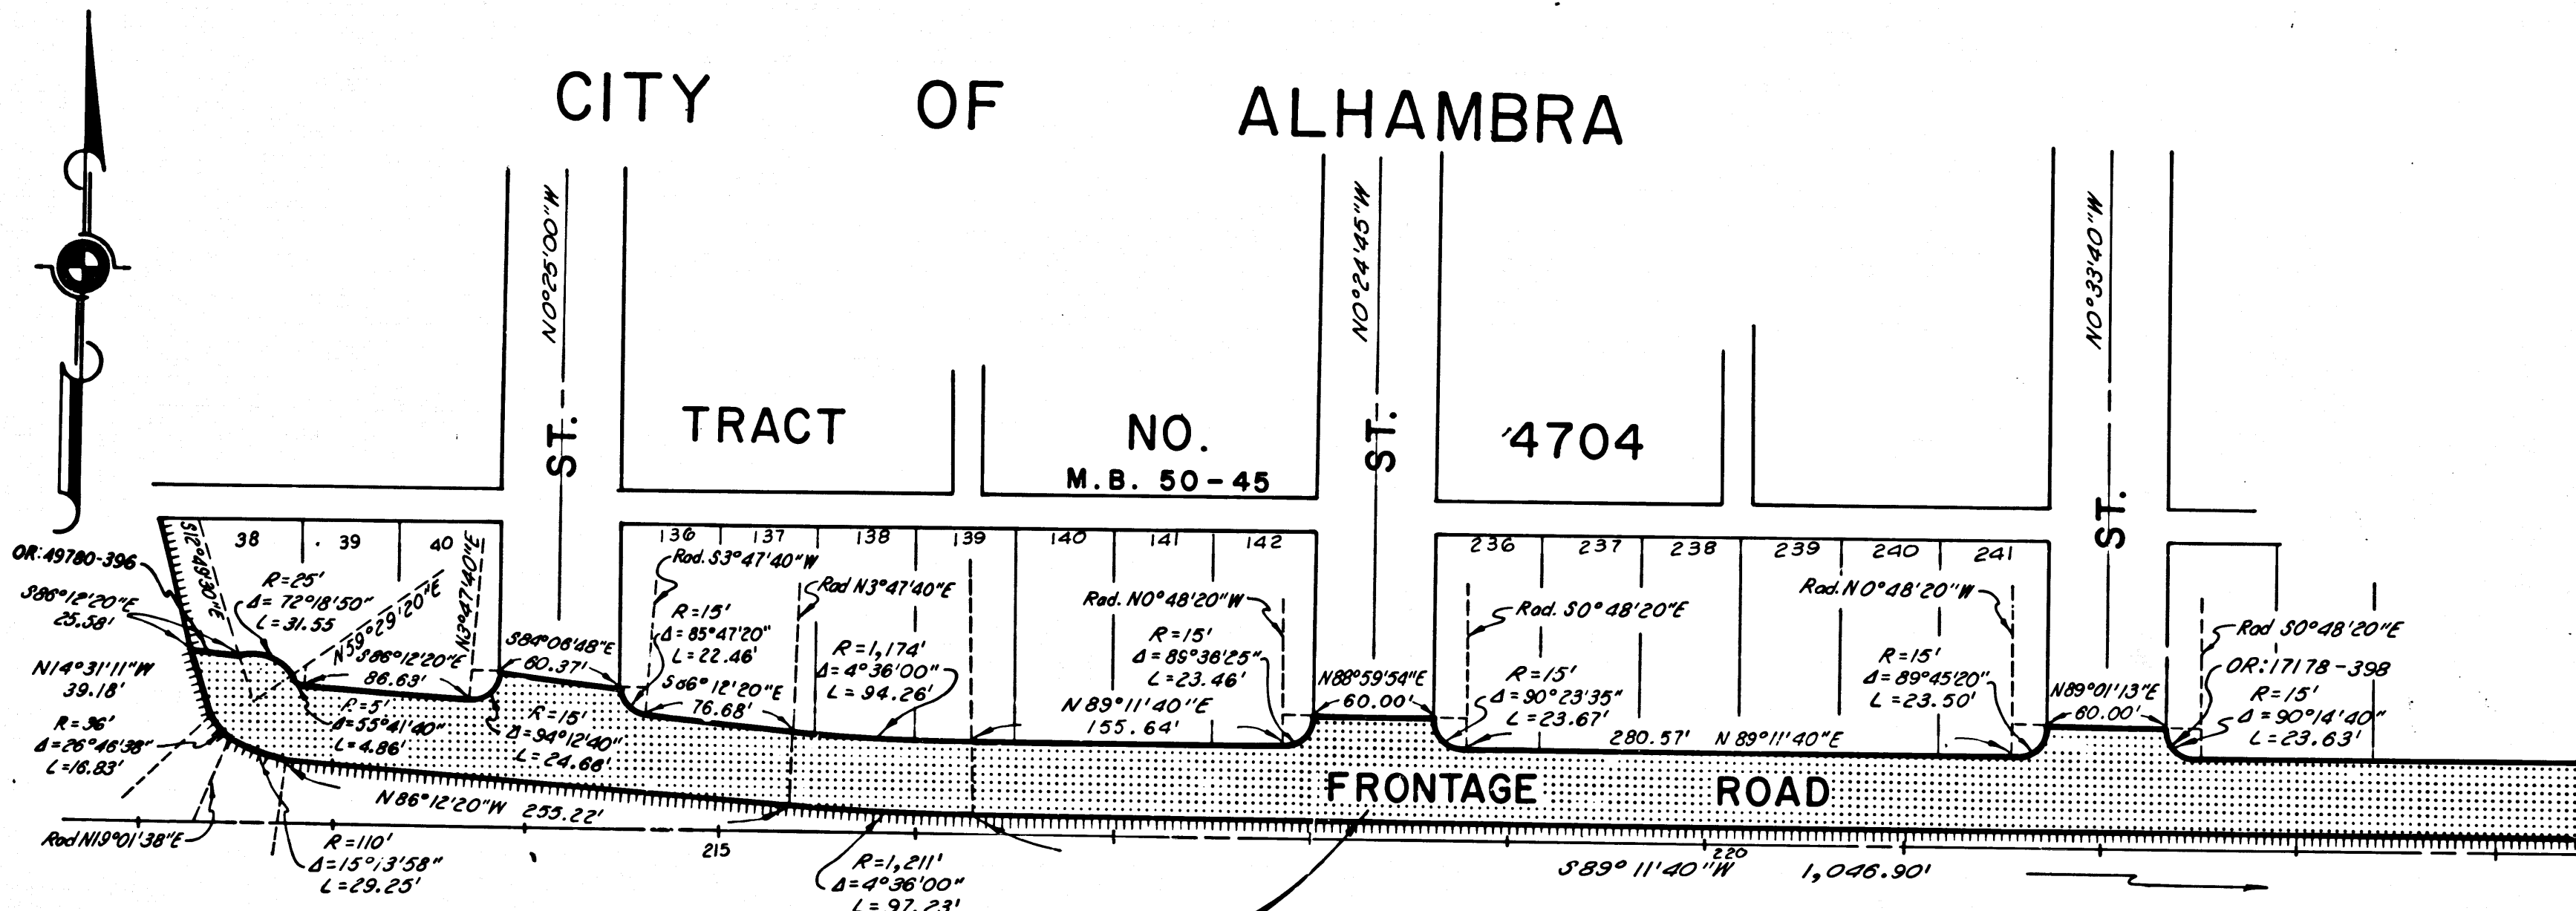 CITY OF ALHAMBRA
N0°25'00"W.
N0°24'45"W
N0°33'40"W
ST.
ST.
ST.
TRACT NO. 4704
M.B. 50-45
38
39
40
136
137
138
139
140
141
142
236
237
238
239
240
241
OR:49780-396
S12°49'30"E
S86°12'20"E
25.58'
R=25'
Δ=72°18'50"
L=31.55
N59°29'20"E
N3°47'40"E
N14°31'11"W
39.18'
S86°12'20"E
86.63'
R=36'
Δ=26°46'38"
L=16.83'
R=5'
Δ=55°41'40"
L=4.86'
R=15'
Δ=94°12'40"
L=24.66'
S84°06'48"E
60.37'
Rad. S3°47'40"W
R=15'
Δ=85°47'20"
L=22.46'
S86°12'20"E
76.68'
Rad N3°47'40"E
R=1,174'
Δ=4°36'00"
L=94.26'
Rad. N0°48'20"W
R=15'
Δ=89°36'25"
L=23.46'
N89°11'40"E
155.64'
N88°59'54"E
60.00'
Rad. S0°48'20"E
R=15'
Δ=90°23'35"
L=23.67'
280.57' N89°11'40"E
Rad. N0°48'20"W
R=15'
Δ=89°45'20"
L=23.50'
N89°01'13"E
60.00'
Rad S0°48'20"E
OR:17178-398
R=15'
Δ=90°14'40"
L=23.63'
FRONTAGE ROAD
N86°12'20"W 255.22'
Rad N19°01'38"E
R=110'
Δ=15°13'58"
L=29.25'
215
R=1,211'
Δ=4°36'00"
L=97.23'
220
S89°11'40"W 1,046.90'